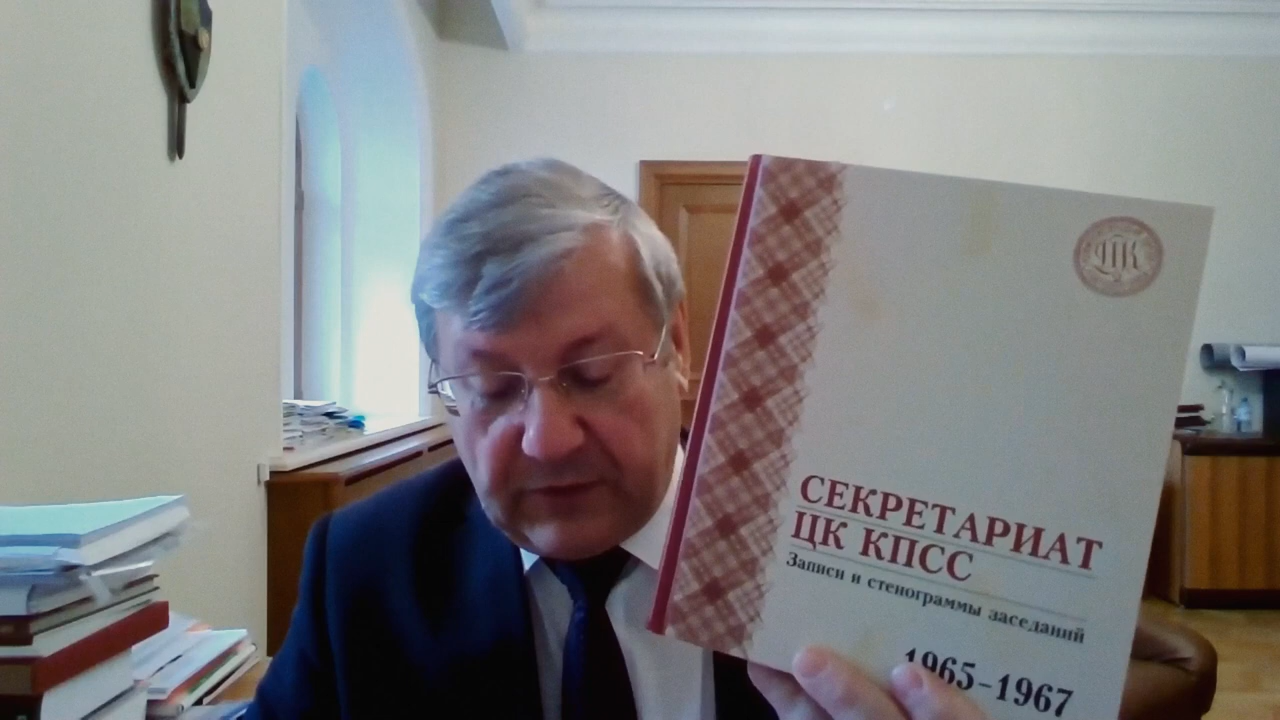 ЦК
СЕКРЕТАРИАТ
ЦК КПСС
Записи и стенограммы заседаний
1965–1967